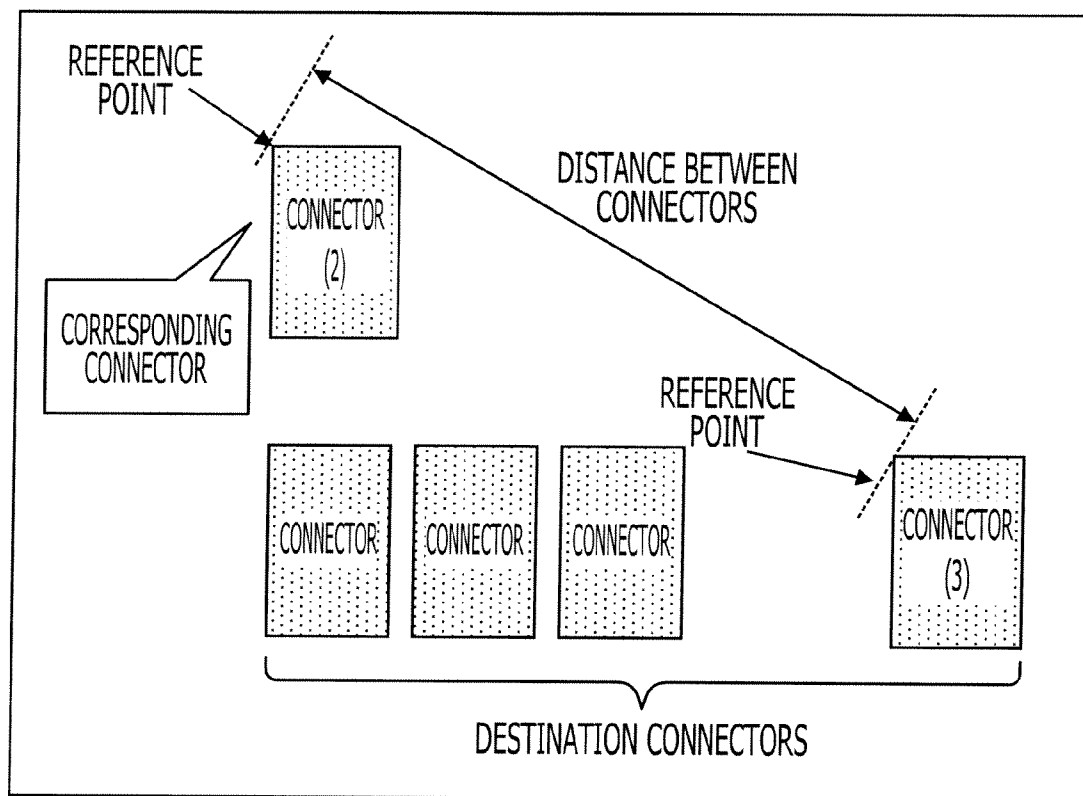 REFERENCE
POINT
DISTANCE BETWEEN
CONNECTORS
CONNECTOR
(2)
CORRESPONDING
CONNECTOR
REFERENCE
POINT
CONNECTOR
CONNECTOR
CONNECTOR
CONNECTOR
(3)
DESTINATION CONNECTORS